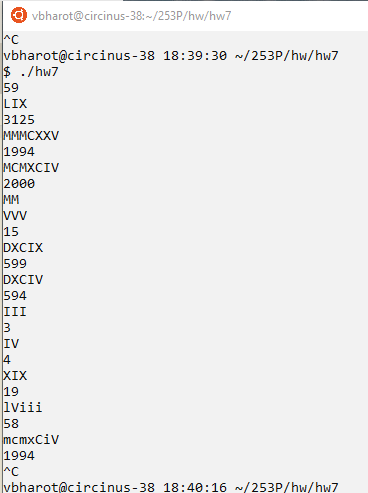 vbharot@circinus-38:~/253P/hw/hw7
^C
vbharot@circinus-38 18:39:30 ~/253P/hw/hw7
$ ./hw7
59
LIX
3125
MMMCXXV
1994
MCMXCIV
2000
MM
VVV
15
DXCIX
599
DXCIV
594
III
3
IV
4
XIX
19
lViii
58
mcmxCiV
1994
^C
vbharot@circinus-38 18:40:16 ~/253P/hw/hw7